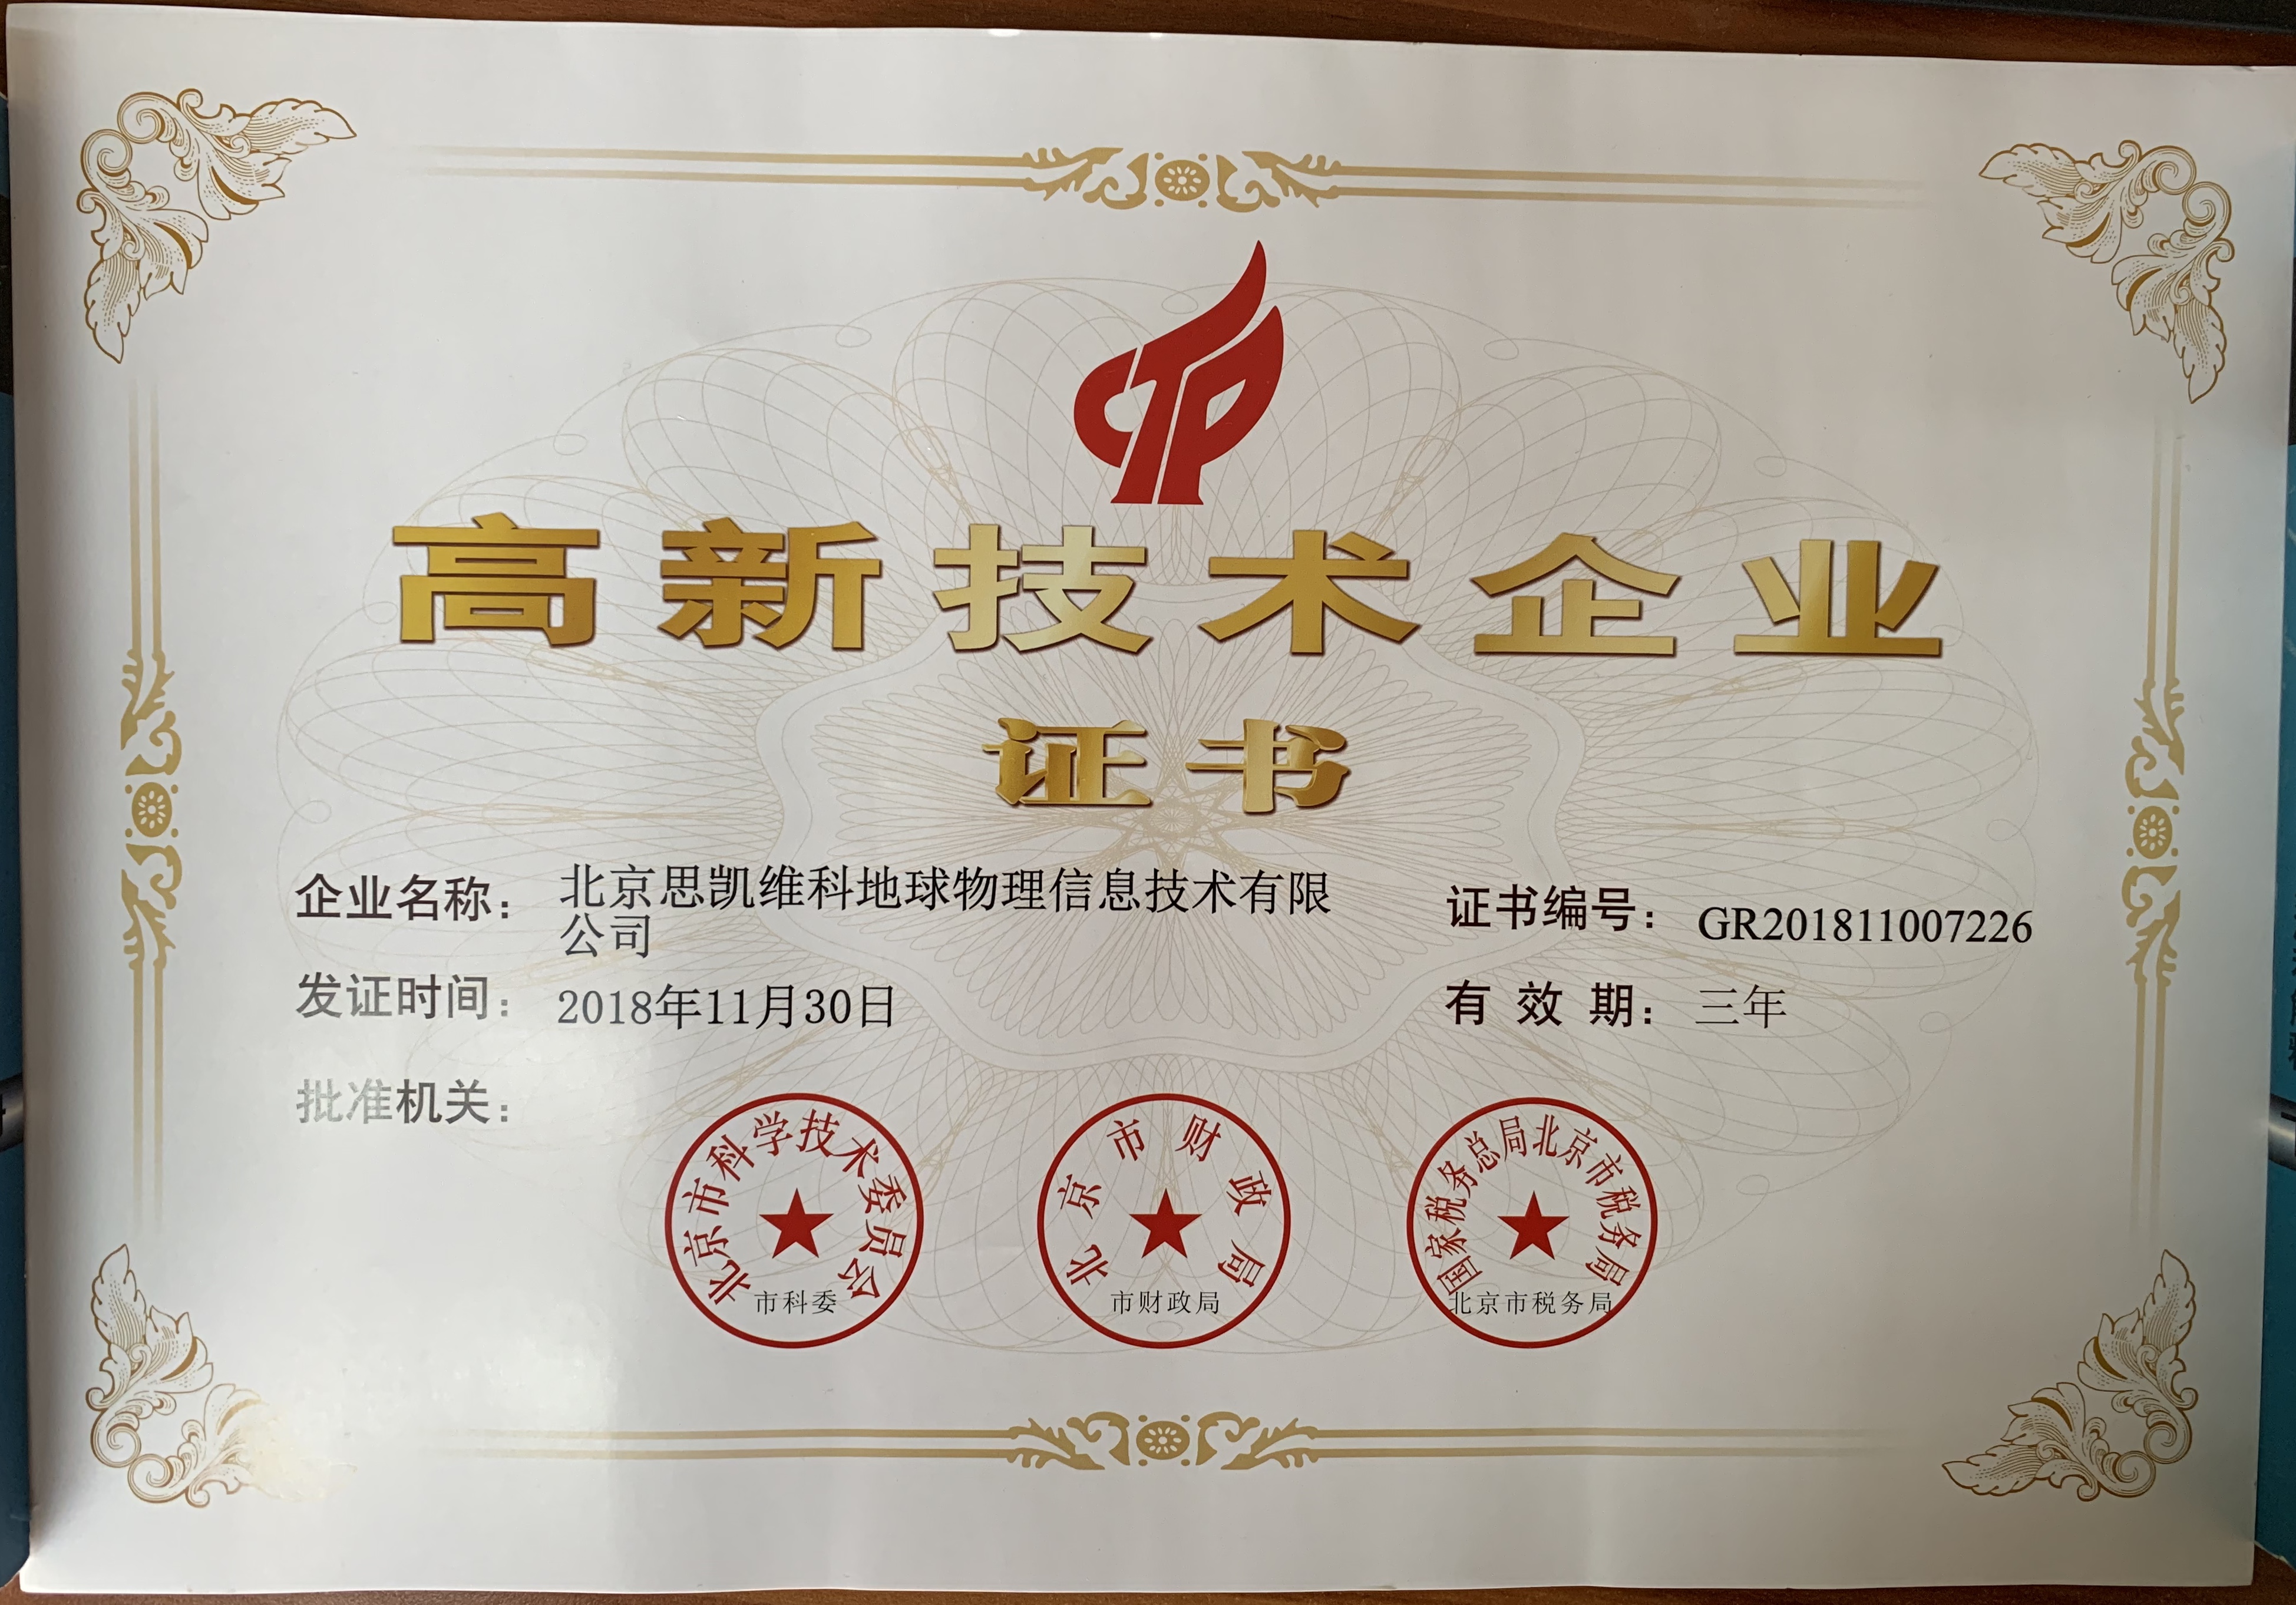 CTP
高新技术企业
证书
企业名称：北京思凯维科地球物理信息技术有限
公司
证书编号：GR201811007226
发证时间：2018年11月30日
有效期：三年
批准机关：
北京市科学技术委员会
市科委
北京市财政局
市财政局
国家税务总局北京市税务局
北京市税务局